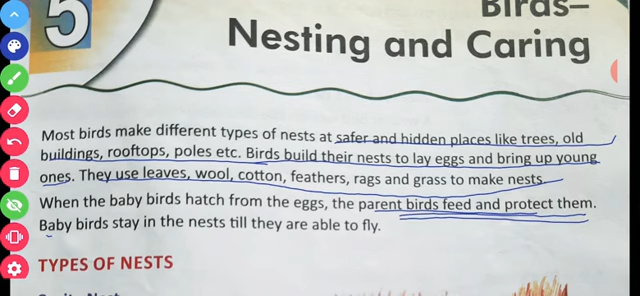 5
Birds–
Nesting and Caring
Most birds make different types of nests at safer and hidden places like trees, old
buildings, rooftops, poles etc. Birds build their nests to lay eggs and bring up young
ones. They use leaves, wool, cotton, feathers, rags and grass to make nests.
When the baby birds hatch from the eggs, the parent birds feed and protect them.
Baby birds stay in the nests till they are able to fly.
TYPES OF NESTS